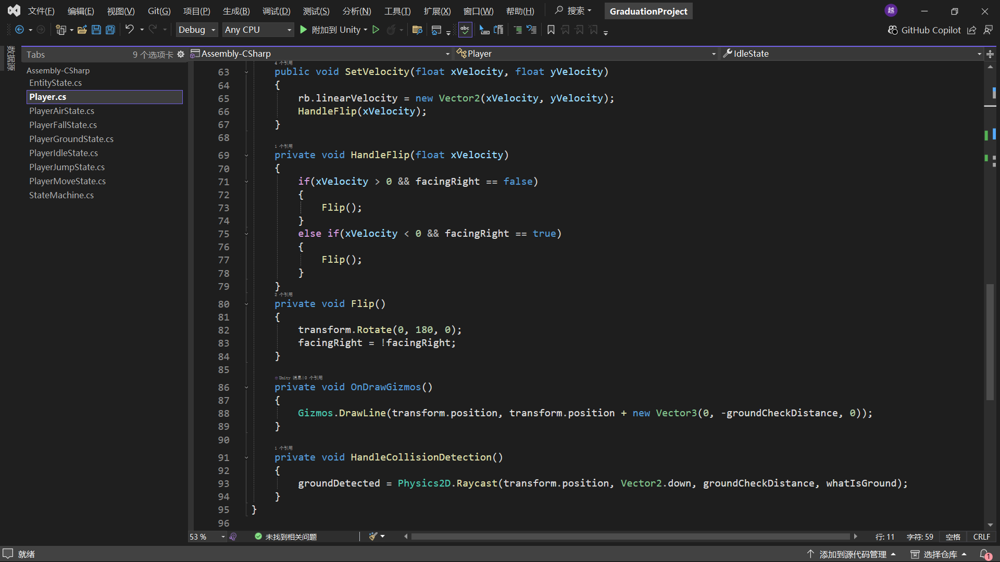 文件(F) 编辑(E) 视图(V) Git(G) 项目(P) 生成(B) 调试(D) 测试(S) 分析(N) 工具(T) 扩展(X) 窗口(W) 帮助(H) 搜索 GraduationProject 越
Debug Any CPU 附加到 Unity abc GitHub Copilot
数据源
Tabs 9 个选项卡
Assembly-CSharp Player IdleState
Assembly-CSharp
EntityState.cs
Player.cs
PlayerAirState.cs
PlayerFallState.cs
PlayerGroundState.cs
PlayerIdleState.cs
PlayerJumpState.cs
PlayerMoveState.cs
StateMachine.cs
4 个引用
63 public void SetVelocity(float xVelocity, float yVelocity)
64 {
65 rb.linearVelocity = new Vector2(xVelocity, yVelocity);
66 HandleFlip(xVelocity);
67 }
68
1 个引用
69 private void HandleFlip(float xVelocity)
70 {
71 if(xVelocity > 0 && facingRight == false)
72 {
73 Flip();
74 }
75 else if(xVelocity < 0 && facingRight == true)
76 {
77 Flip();
78 }
79 }
2 个引用
80 private void Flip()
81 {
82 transform.Rotate(0, 180, 0);
83 facingRight = !facingRight;
84 }
85
Unity 消息|0 个引用
86 private void OnDrawGizmos()
87 {
88 Gizmos.DrawLine(transform.position, transform.position + new Vector3(0, -groundCheckDistance, 0));
89 }
90
1 个引用
91 private void HandleCollisionDetection()
92 {
93 groundDetected = Physics2D.Raycast(transform.position, Vector2.down, groundCheckDistance, whatIsGround);
94 }
95 }
96
53 % 未找到相关问题 行: 11 字符: 59 空格 CRLF
就绪 添加到源代码管理 选择仓库 1